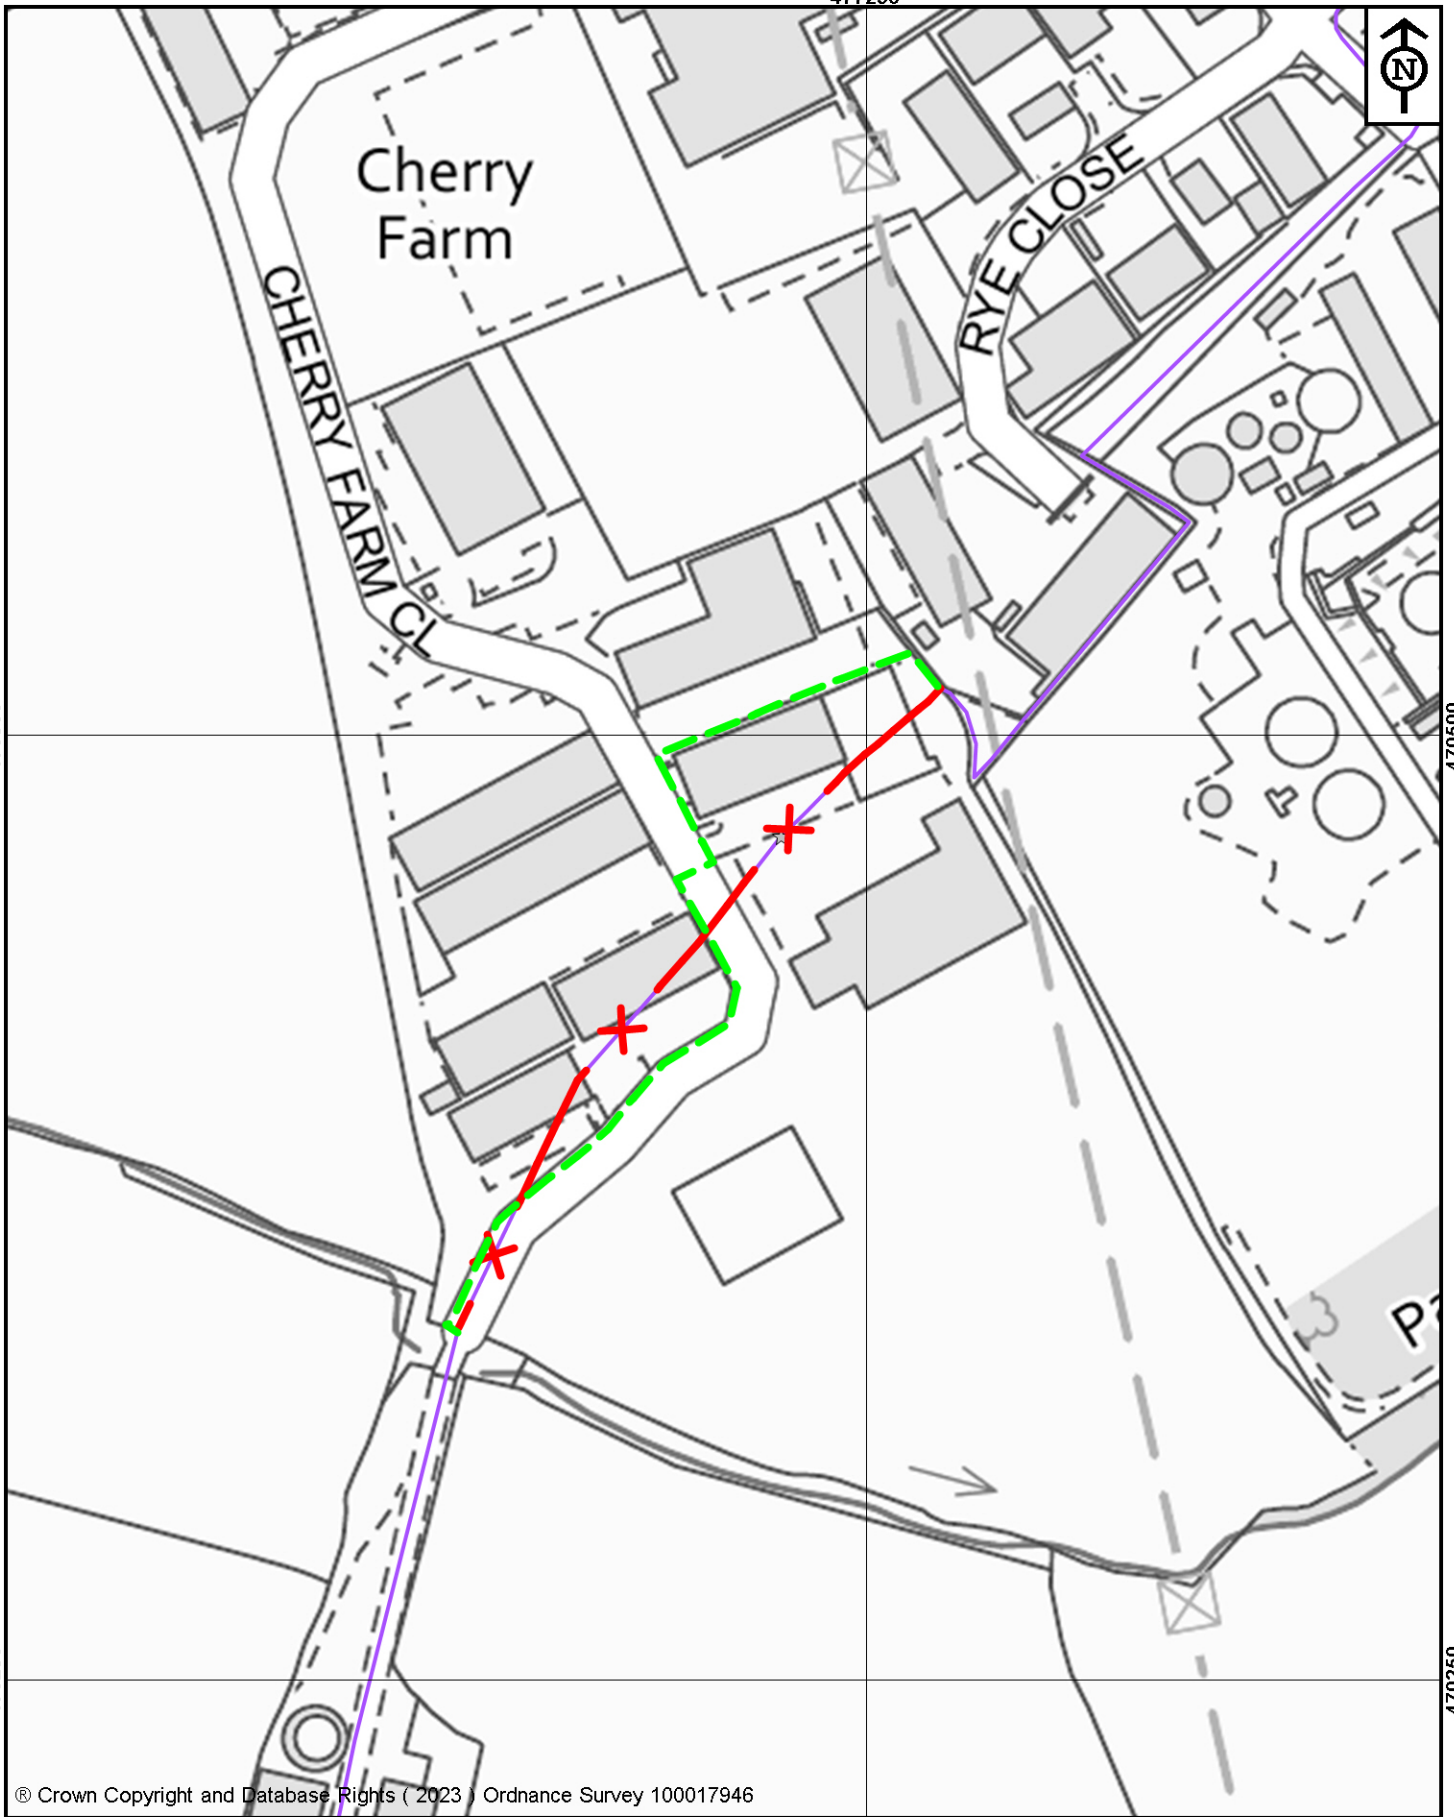 N
Cherry
Farm
RYE CLOSE
CHERRY FARM CL
Pa
® Crown Copyright and Database Rights ( 2023 ) Ordnance Survey 100017946